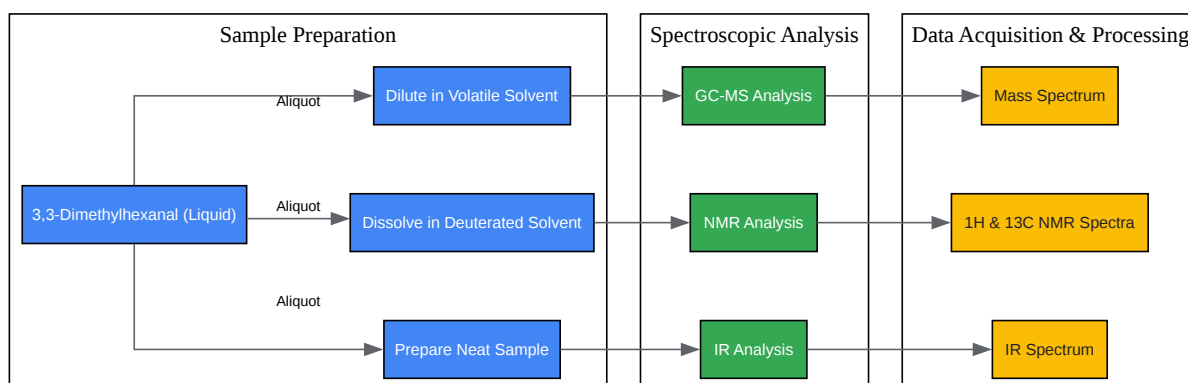 Sample Preparation
Spectroscopic Analysis
Data Acquisition & Processing
Aliquot
Dilute in Volatile Solvent
GC-MS Analysis
Mass Spectrum
3,3-Dimethylhexanal (Liquid)
Aliquot
Dissolve in Deuterated Solvent
NMR Analysis
1H & 13C NMR Spectra
Aliquot
Prepare Neat Sample
IR Analysis
IR Spectrum